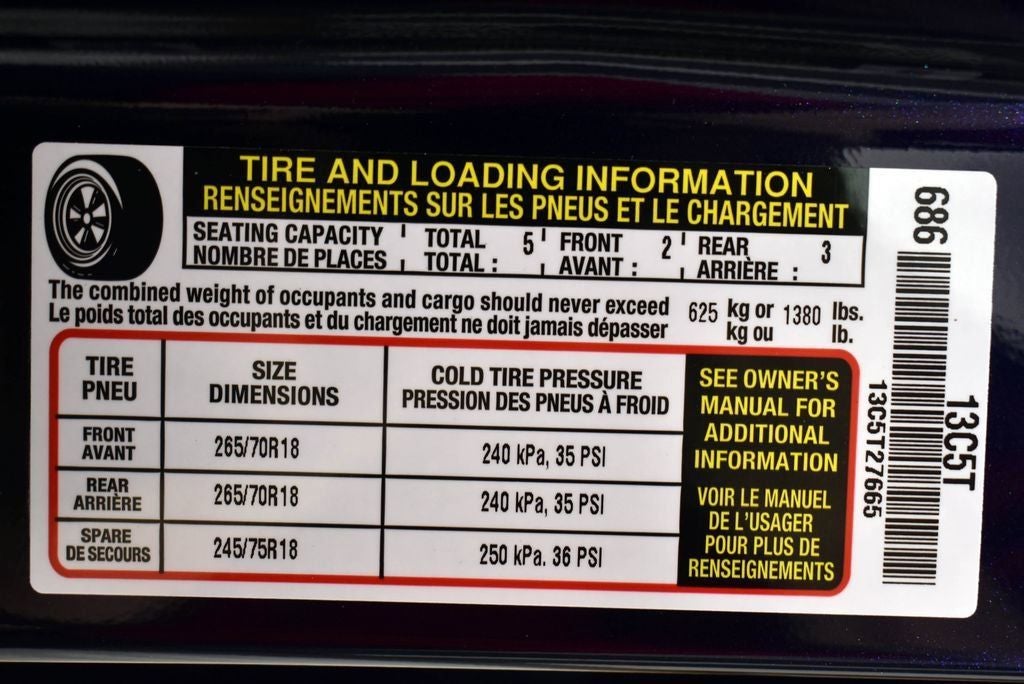 TIRE AND LOADING INFORMATION
RENSEIGNEMENTS SUR LES PNEUS ET LE CHARGEMENT
SEATING CAPACITY TOTAL 5 FRONT 2 REAR 3
NOMBRE DE PLACES TOTAL : AVANT : ARRIÈRE :
The combined weight of occupants and cargo should never exceed 625 kg or 1380 lbs.
Le poids total des occupants et du chargement ne doit jamais dépasser kg ou lb.
TIRE
PNEU
SIZE
DIMENSIONS
COLD TIRE PRESSURE
PRESSION DES PNEUS À FROID
FRONT
AVANT
265/70R18
240 kPa, 35 PSI
REAR
ARRIÈRE
265/70R18
240 kPa, 35 PSI
SPARE
DE SECOURS
245/75R18
250 kPa. 36 PSI
SEE OWNER'S
MANUAL FOR
ADDITIONAL
INFORMATION
VOIR LE MANUEL
DE L'USAGER
POUR PLUS DE
RENSEIGNEMENTS
686
13C5T
13C5T27665